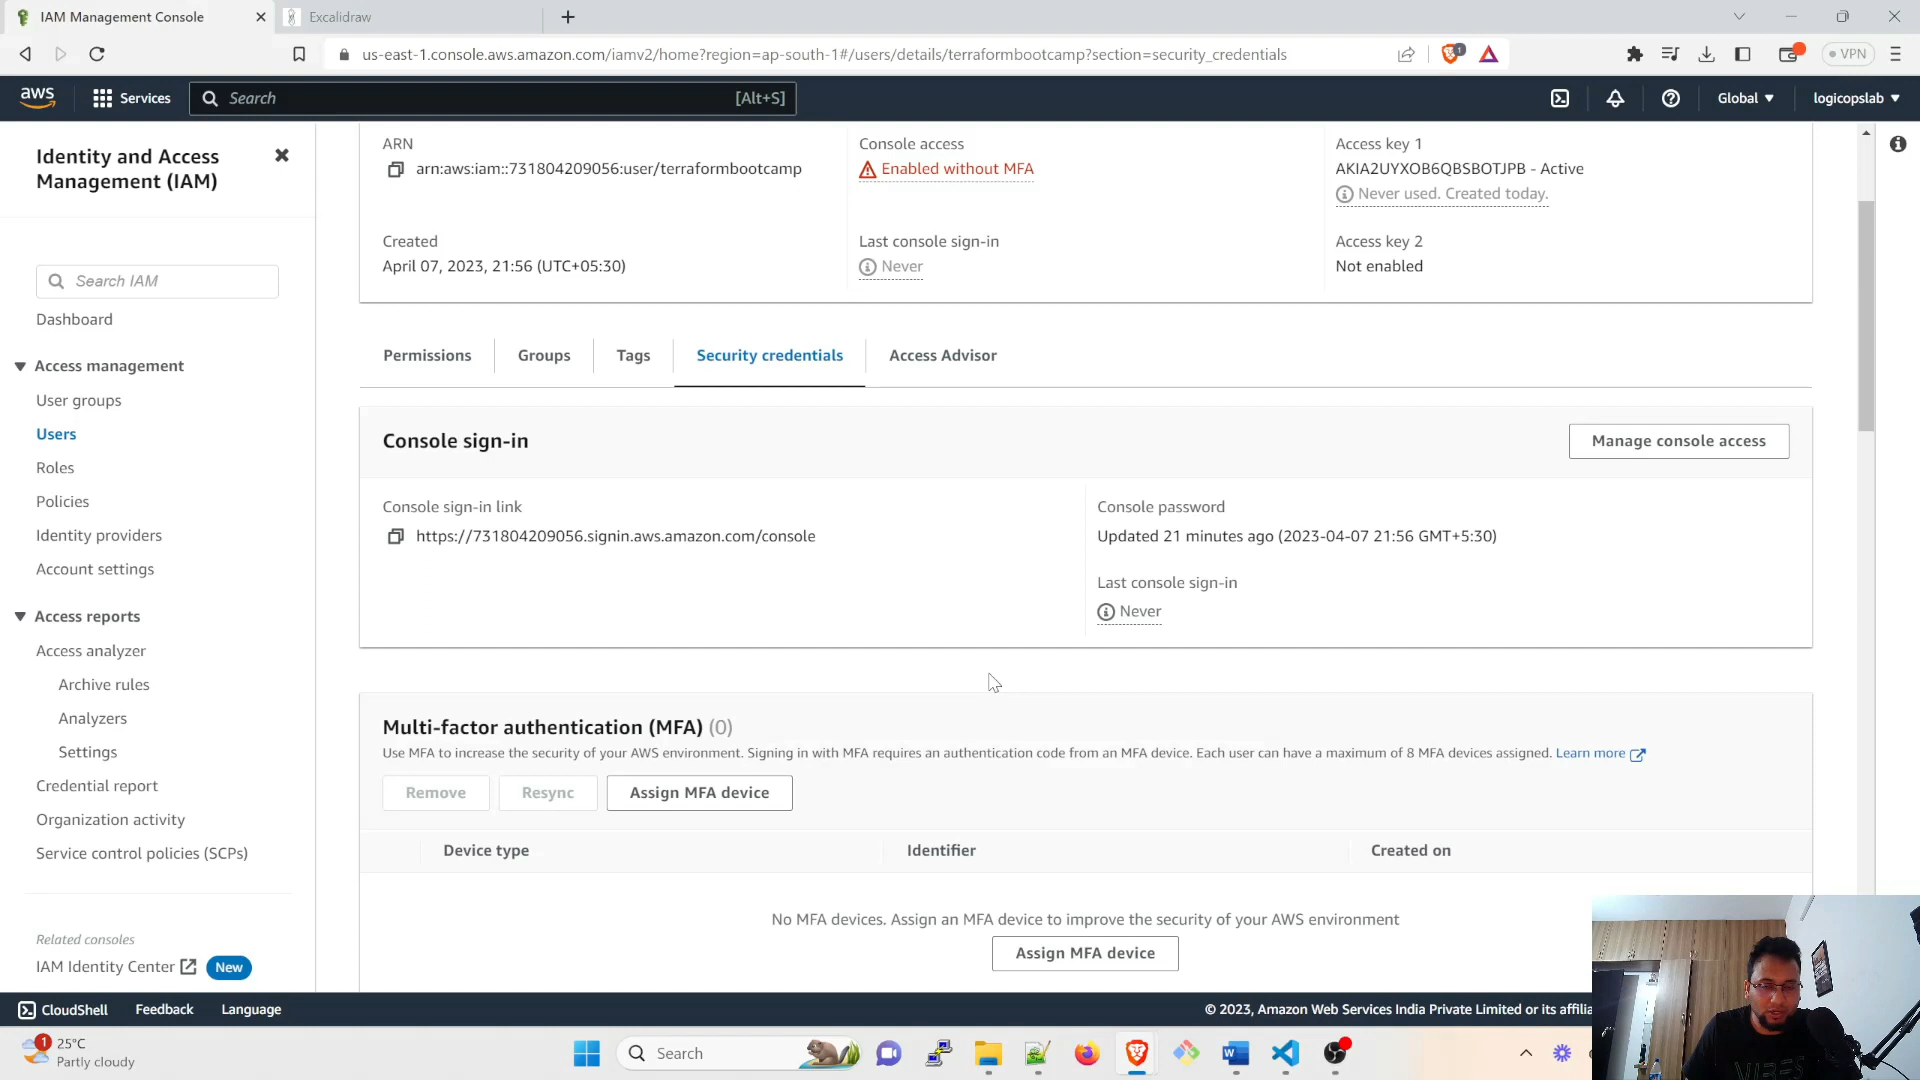 IAM Management Console
Excalidraw
us-east-1.console.aws.amazon.com/iamv2/home?region=ap-south-1#/users/details/terraformbootcamp?section=security_credentials
1
VPN
aws
Services
Search
[Alt+S]
Global
logicopslab
Identity and Access
Management (IAM)
Search IAM
Dashboard
Access management
User groups
Users
Roles
Policies
Identity providers
Account settings
Access reports
Access analyzer
Archive rules
Analyzers
Settings
Credential report
Organization activity
Service control policies (SCPs)
Related consoles
IAM Identity Center
New
ARN
arn:aws:iam::731804209056:user/terraformbootcamp
Console access
Enabled without MFA
Access key 1
AKIA2UYXOB6QBSBOTJPB - Active
Never used. Created today.
Created
April 07, 2023, 21:56 (UTC+05:30)
Last console sign-in
Never
Access key 2
Not enabled
Permissions
Groups
Tags
Security credentials
Access Advisor
Console sign-in
Manage console access
Console sign-in link
https://731804209056.signin.aws.amazon.com/console
Console password
Updated 21 minutes ago (2023-04-07 21:56 GMT+5:30)
Last console sign-in
Never
Multi-factor authentication (MFA) (0)
Use MFA to increase the security of your AWS environment. Signing in with MFA requires an authentication code from an MFA device. Each user can have a maximum of 8 MFA devices assigned. Learn more
Remove
Resync
Assign MFA device
Device type
Identifier
Created on
No MFA devices. Assign an MFA device to improve the security of your AWS environment
Assign MFA device
CloudShell
Feedback
Language
© 2023, Amazon Web Services India Private Limited or its affilia
1
25°C
Partly cloudy
Search